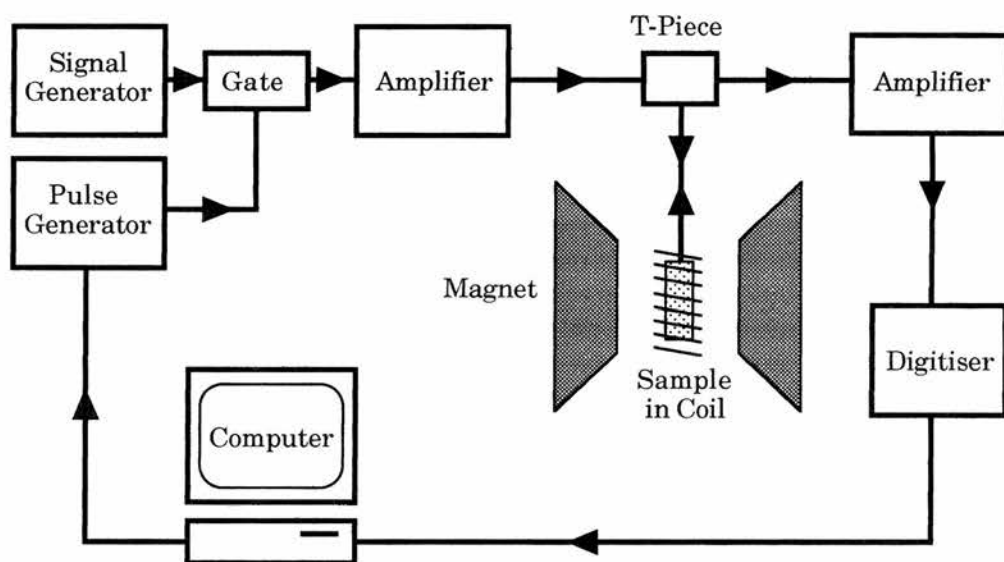 T-Piece
Signal
Generator
Gate
Amplifier
Amplifier
Pulse
Generator
Magnet
Sample
in Coil
Digitiser
Computer